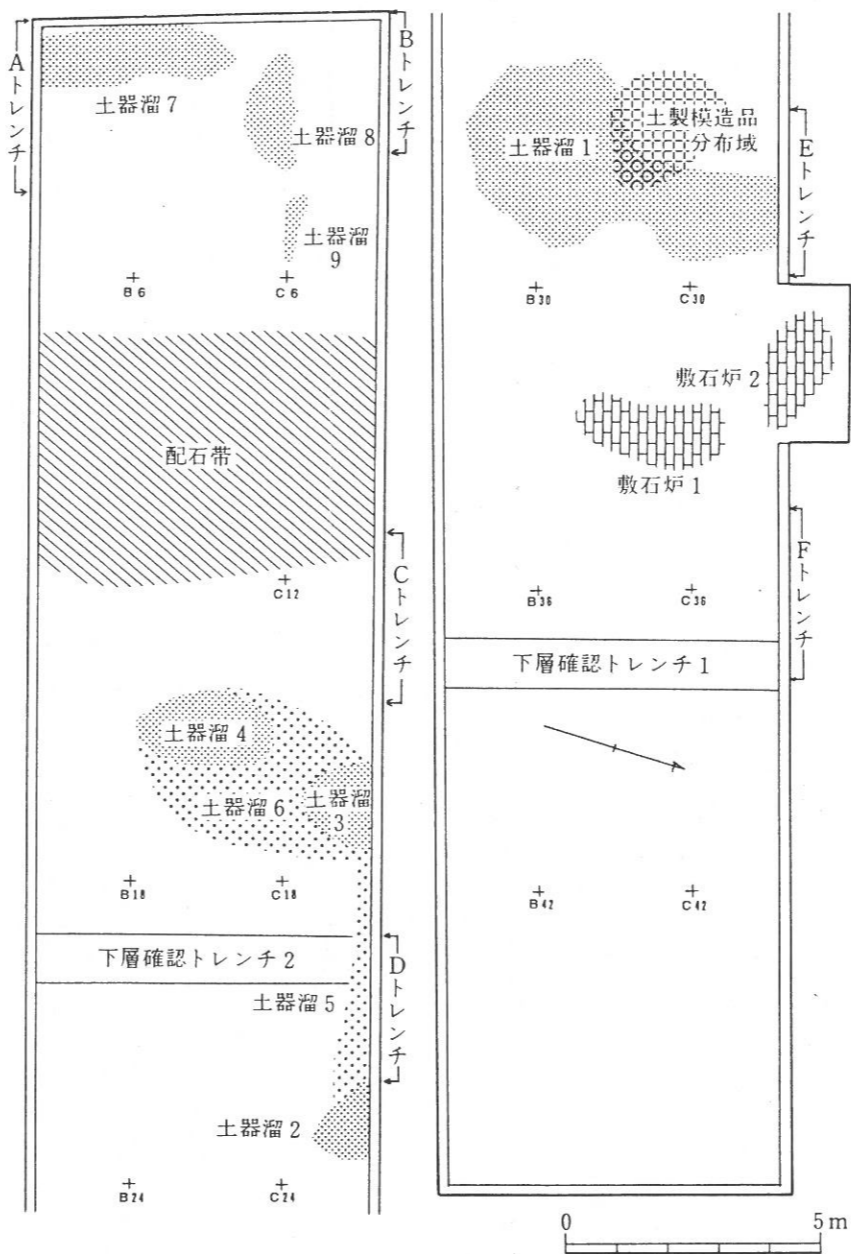 Aトレンチ
Bトレンチ
土器溜7
土器溜8
土器溜
9
B6
C6
配石帯
C12
Cトレンチ
土器溜4
土器溜6
土器溜
3
B18
C18
下層確認トレンチ2
Dトレンチ
土器溜5
土器溜2
B24
C24
土器溜1
土製模造品
分布域
Eトレンチ
B30
C30
敷石炉2
敷石炉1
Fトレンチ
B36
C36
下層確認トレンチ1
B42
C42
0 5m